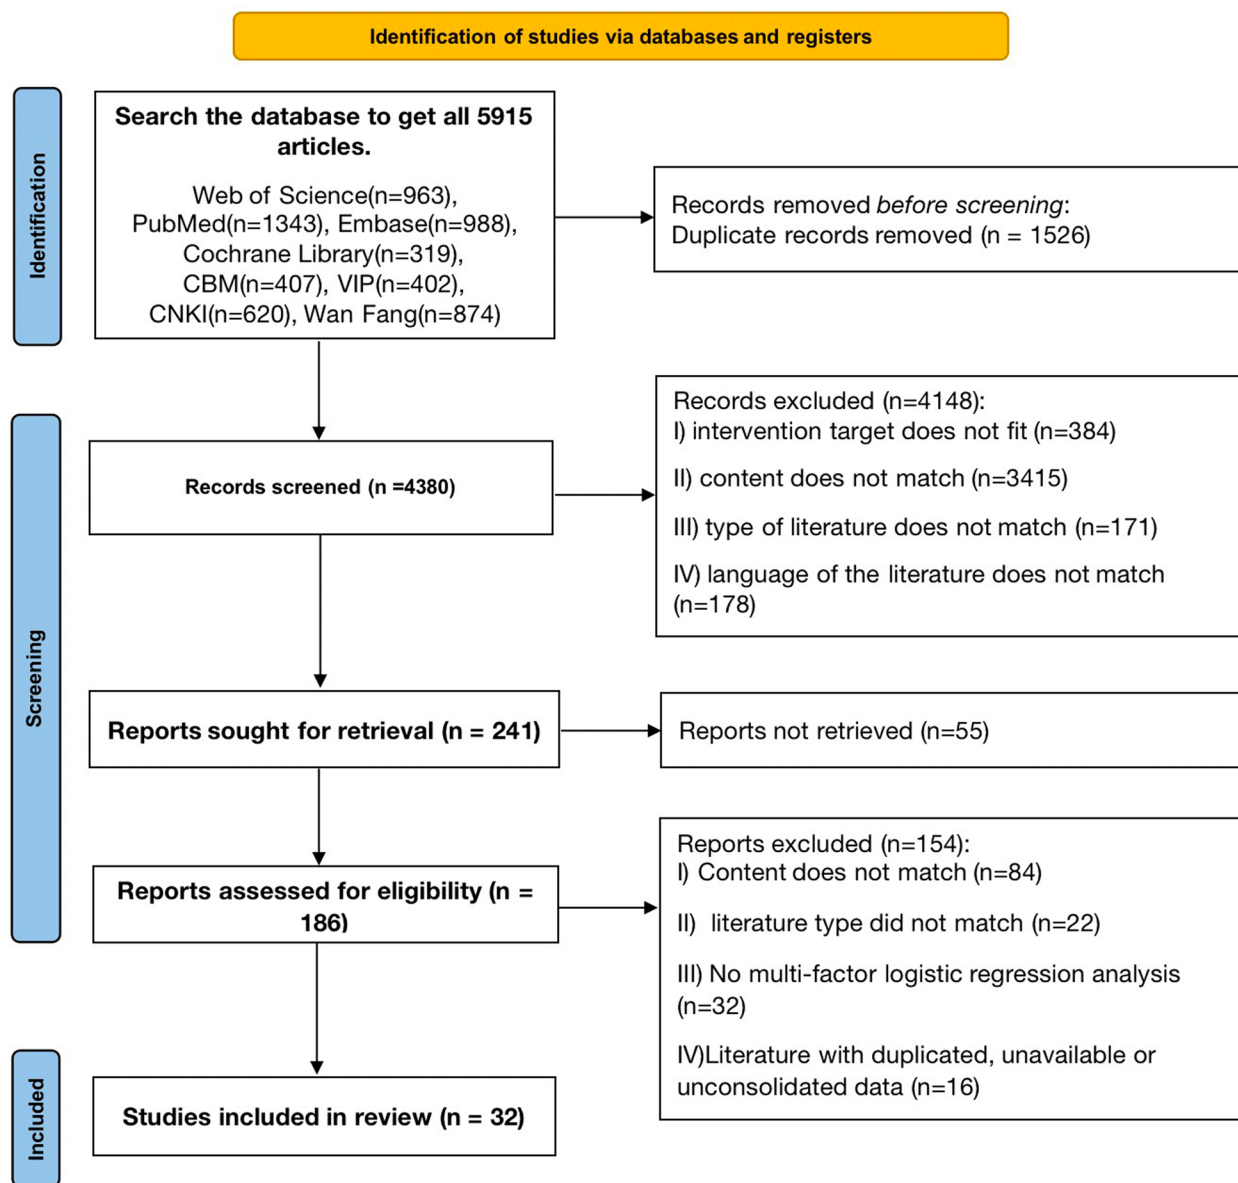 Identification of studies via databases and registers
Identification
Search the database to get all 5915
articles.
Web of Science(n=963),
PubMed(n=1343), Embase(n=988),
Cochrane Library(n=319),
CBM(n=407), VIP(n=402),
CNKI(n=620), Wan Fang(n=874)
Records removed before screening:
Duplicate records removed (n = 1526)
Screening
Records screened (n =4380)
Records excluded (n=4148):
I) intervention target does not fit (n=384)
II) content does not match (n=3415)
III) type of literature does not match (n=171)
IV) language of the literature does not match
(n=178)
Reports sought for retrieval (n = 241)
Reports not retrieved (n=55)
Reports assessed for eligibility (n =
186)
Reports excluded (n=154):
I) Content does not match (n=84)
II) literature type did not match (n=22)
III) No multi-factor logistic regression analysis
(n=32)
IV)Literature with duplicated, unavailable or
unconsolidated data (n=16)
Included
Studies included in review (n = 32)